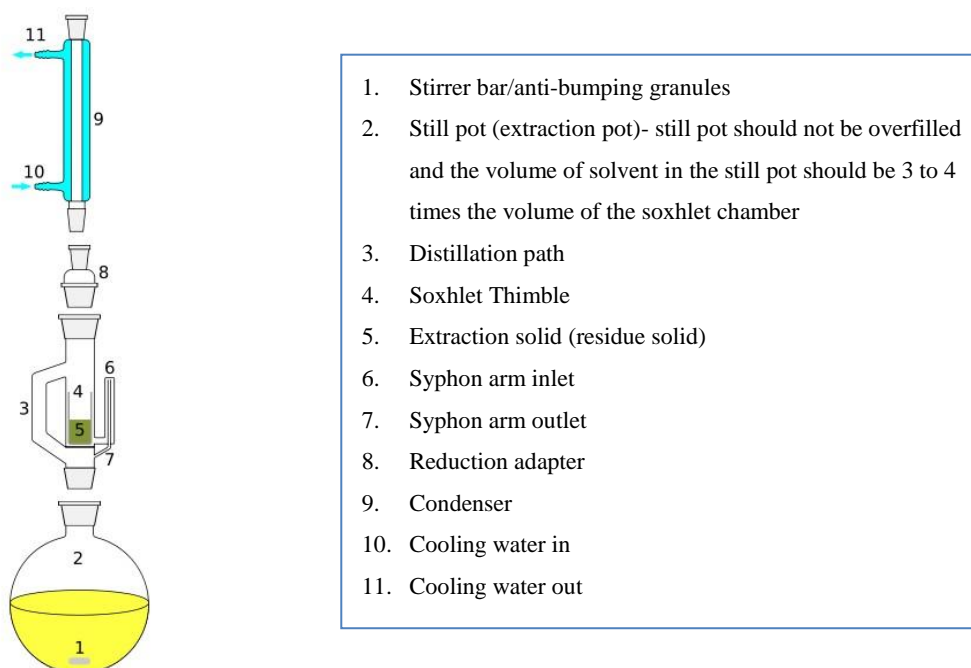 11
9
10
8
6
4
3
5
7
2
1
1. Stirrer bar/anti-bumping granules
2. Still pot (extraction pot)- still pot should not be overfilled
and the volume of solvent in the still pot should be 3 to 4
times the volume of the soxhlet chamber
3. Distillation path
4. Soxhlet Thimble
5. Extraction solid (residue solid)
6. Syphon arm inlet
7. Syphon arm outlet
8. Reduction adapter
9. Condenser
10. Cooling water in
11. Cooling water out